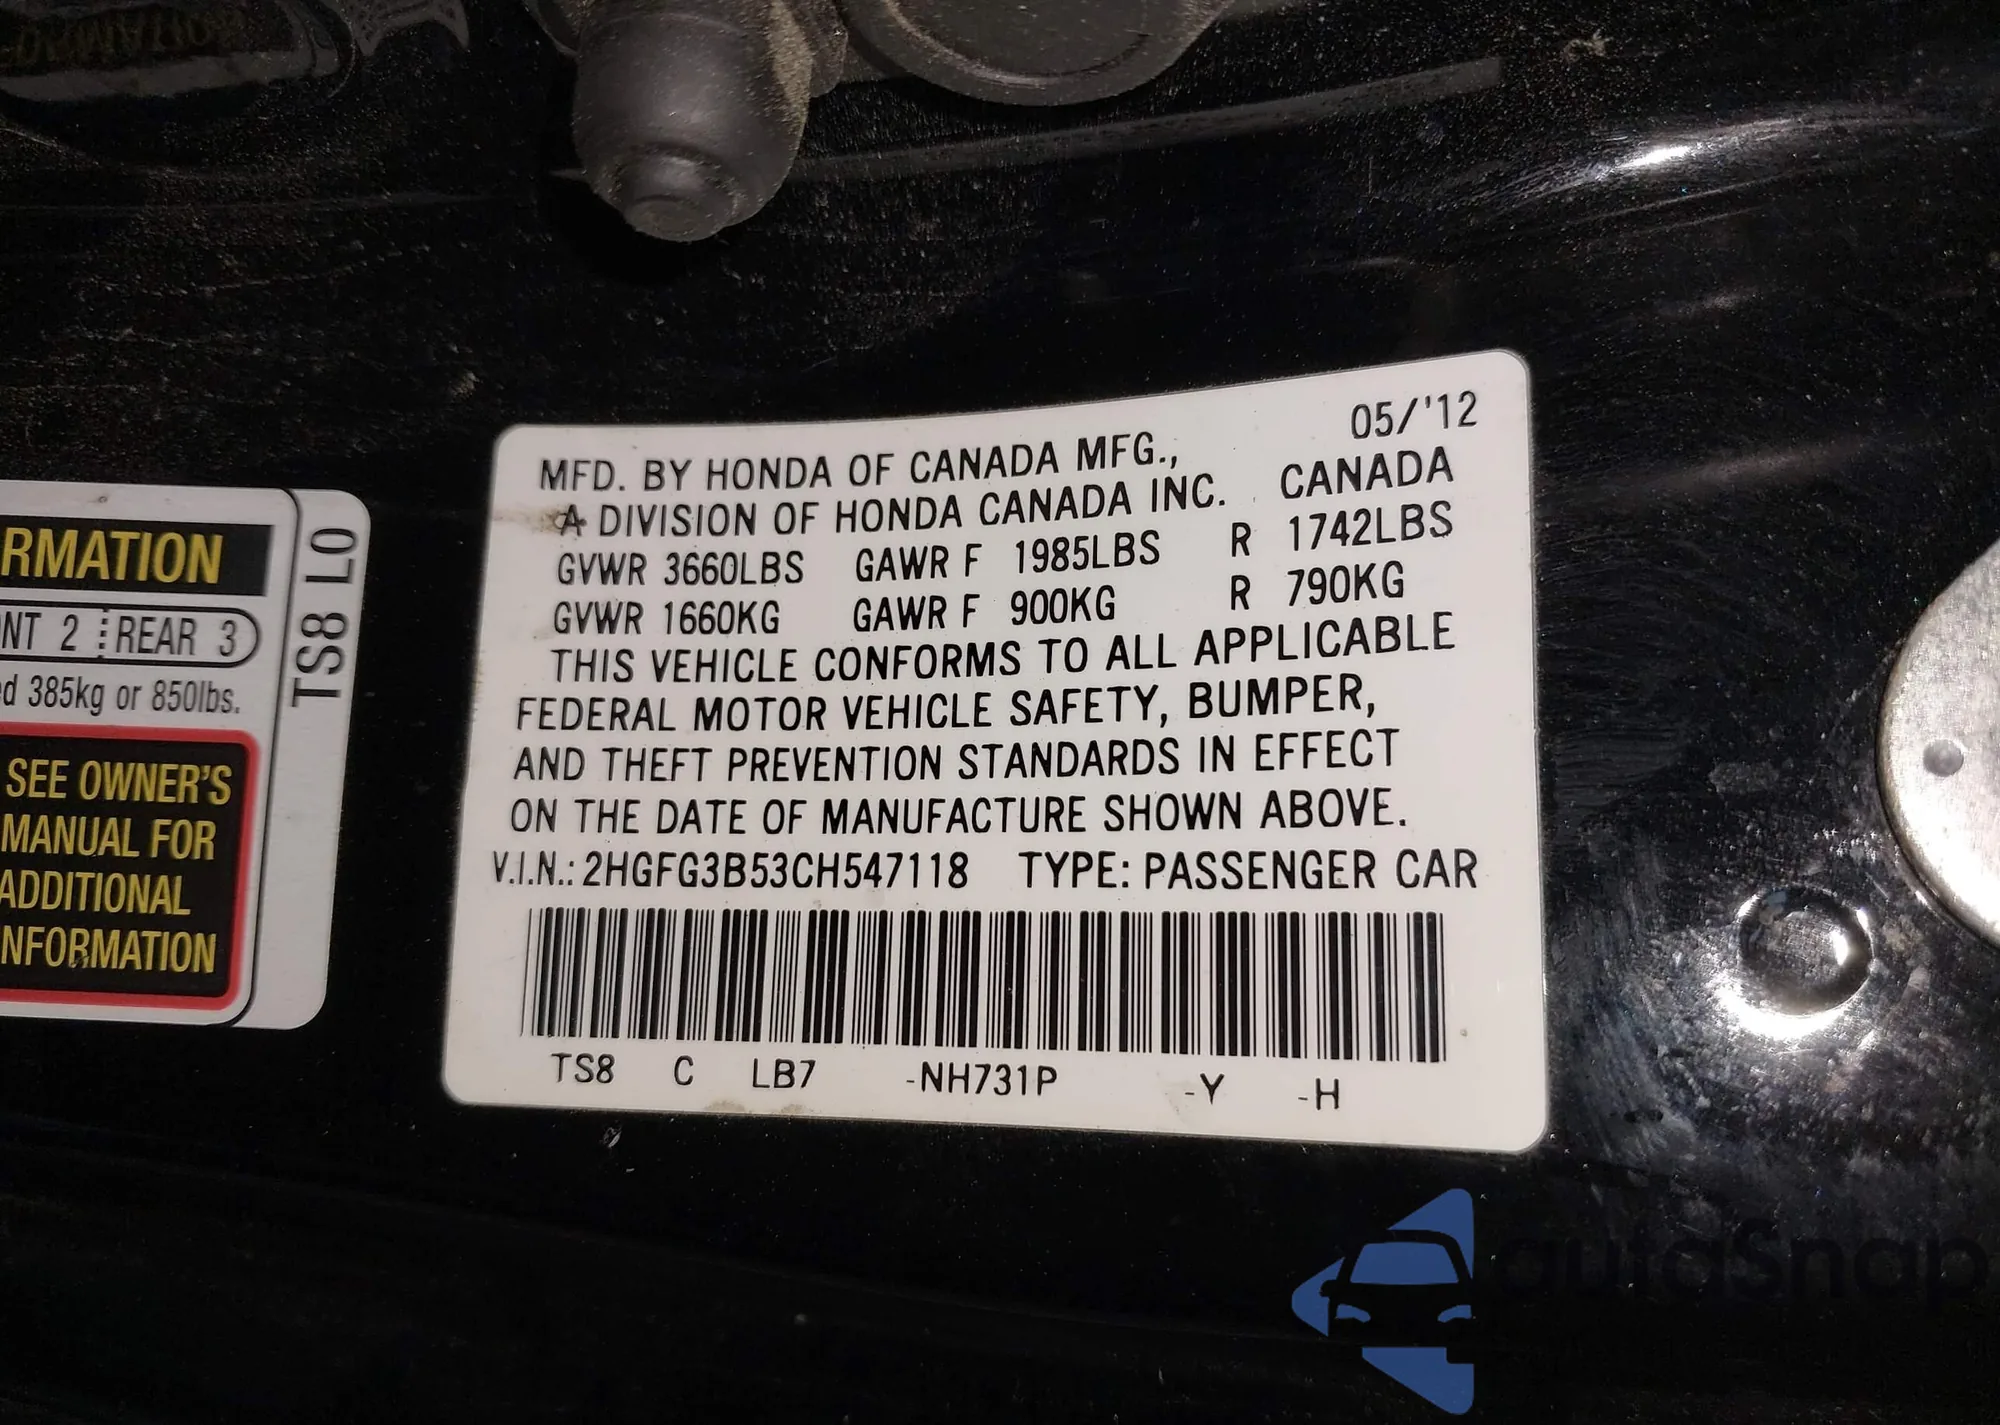 RMATION
NT 2 REAR 3
d 385kg or 850lbs.
SEE OWNER'S
MANUAL FOR
ADDITIONAL
NFORMATION
TS8 L0
05/'12
MFD. BY HONDA OF CANADA MFG.,
A DIVISION OF HONDA CANADA INC. CANADA
GVWR 3660LBS GAWR F 1985LBS R 1742LBS
GVWR 1660KG GAWR F 900KG R 790KG
THIS VEHICLE CONFORMS TO ALL APPLICABLE
FEDERAL MOTOR VEHICLE SAFETY, BUMPER,
AND THEFT PREVENTION STANDARDS IN EFFECT
ON THE DATE OF MANUFACTURE SHOWN ABOVE.
V.I.N.: 2HGFG3B53CH547118 TYPE: PASSENGER CAR
TS8 C LB7 -NH731P -Y -H
autosnap